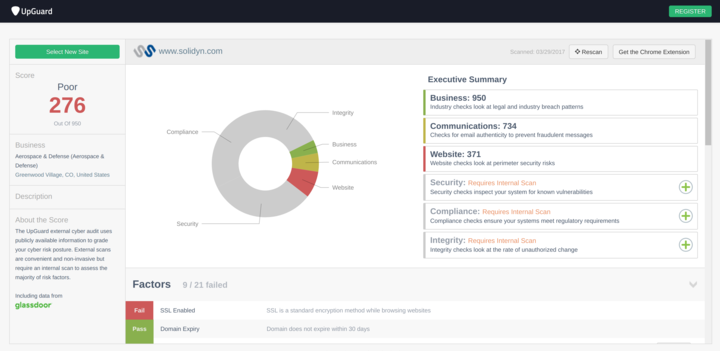 UpGuard
REGISTER
Select New Site
Score
Poor
276
Out Of 950
Business
Aerospace & Defense (Aerospace &
Defense)
Greenwood Village, CO, United States
Description
About the Score
The UpGuard external cyber audit uses
publicly available information to grade
your cyber risk posture. External scans
are convenient and non-invasive but
require an internal scan to assess the
majority of risk factors.
Including data from
glassdoor
www.solidyn.com
Scanned: 03/29/2017
Rescan
Get the Chrome Extension
Integrity
Compliance
Business
Communications
Website
Security
Executive Summary
Business: 950
Industry checks look at legal and industry breach patterns
Communications: 734
Checks for email authenticity to prevent fraudulent messages
Website: 371
Website checks look at perimeter security risks
Security: Requires Internal Scan
Security checks inspect your system for known vulnerabilities
Compliance: Requires Internal Scan
Compliance checks ensure your systems meet regulatory requirements
Integrity: Requires Internal Scan
Integrity checks look at the rate of unauthorized change
Factors 9 / 21 failed
Fail SSL Enabled SSL is a standard encryption method while browsing websites
Pass Domain Expiry Domain does not expire within 30 days